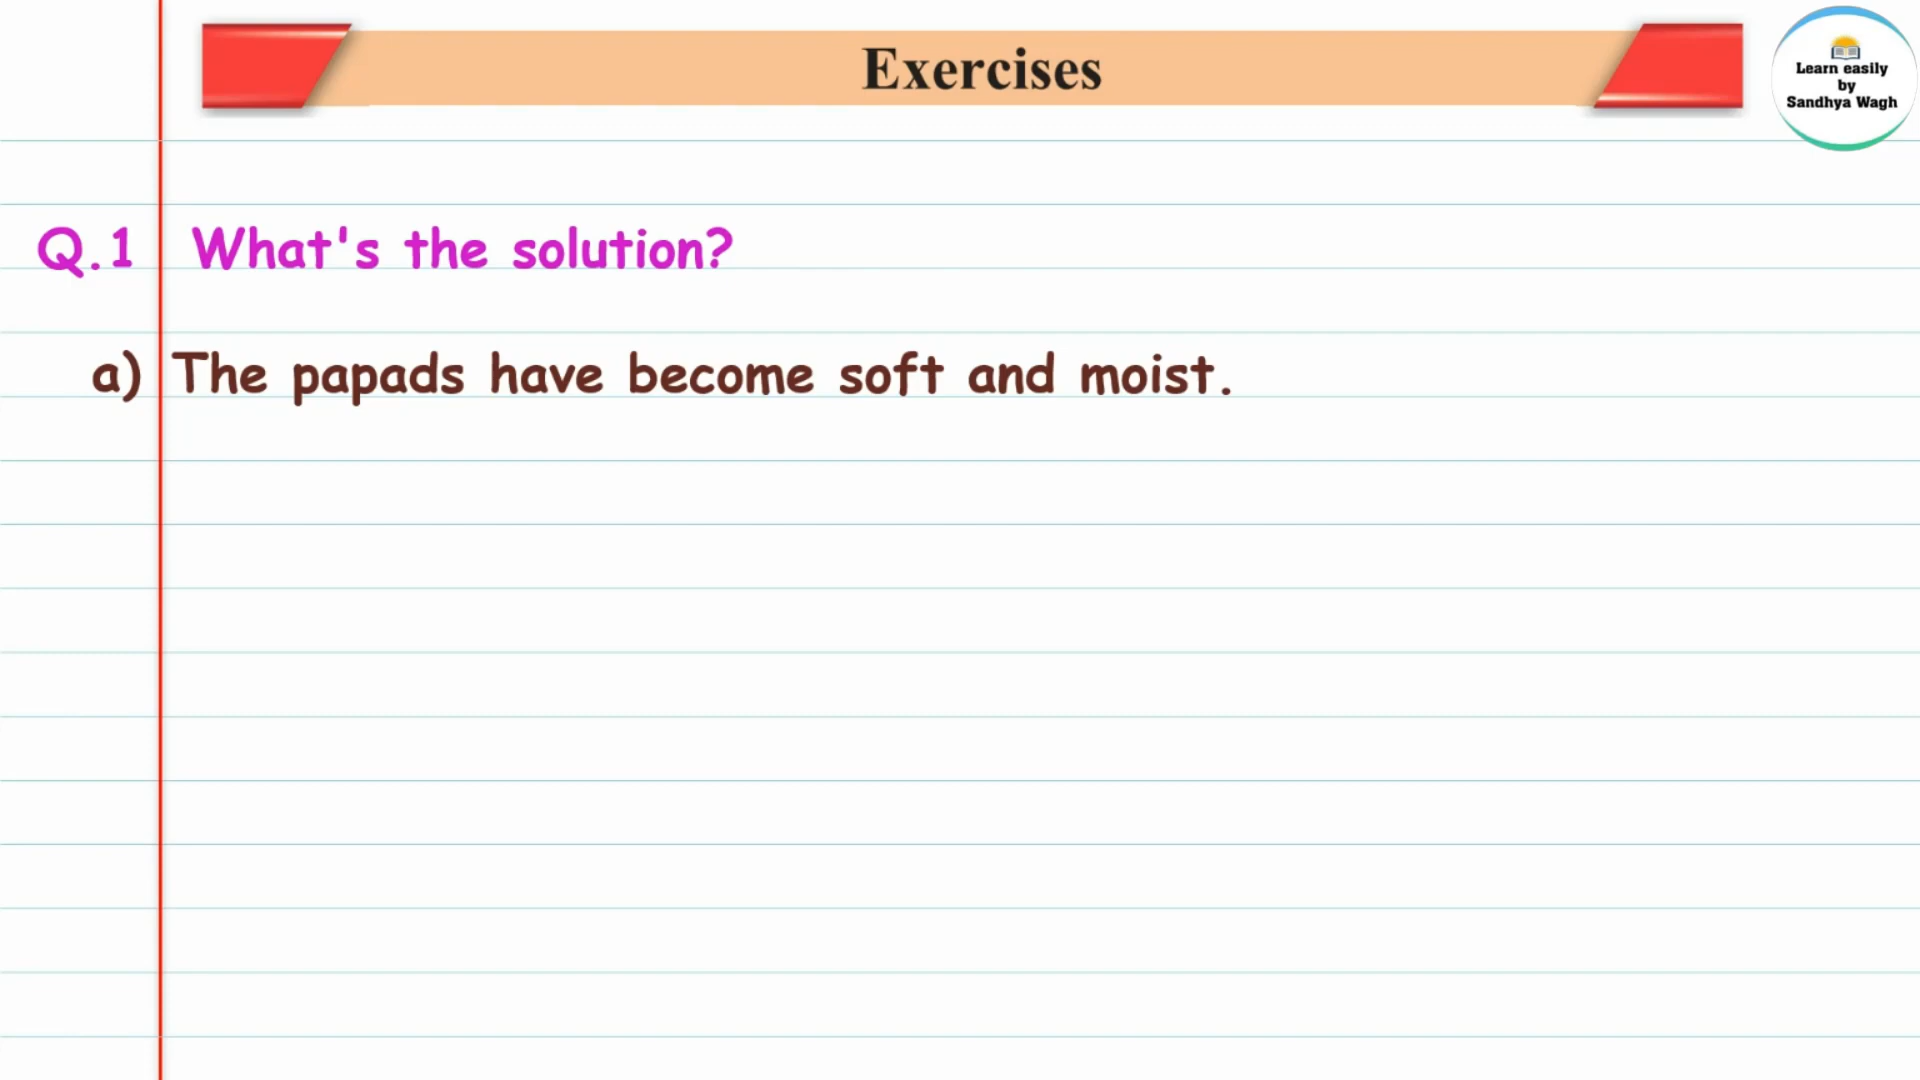 Exercises
Learn easily
by
Sandhya Wagh
Q.1 What's the solution?
a) The papads have become soft and moist.